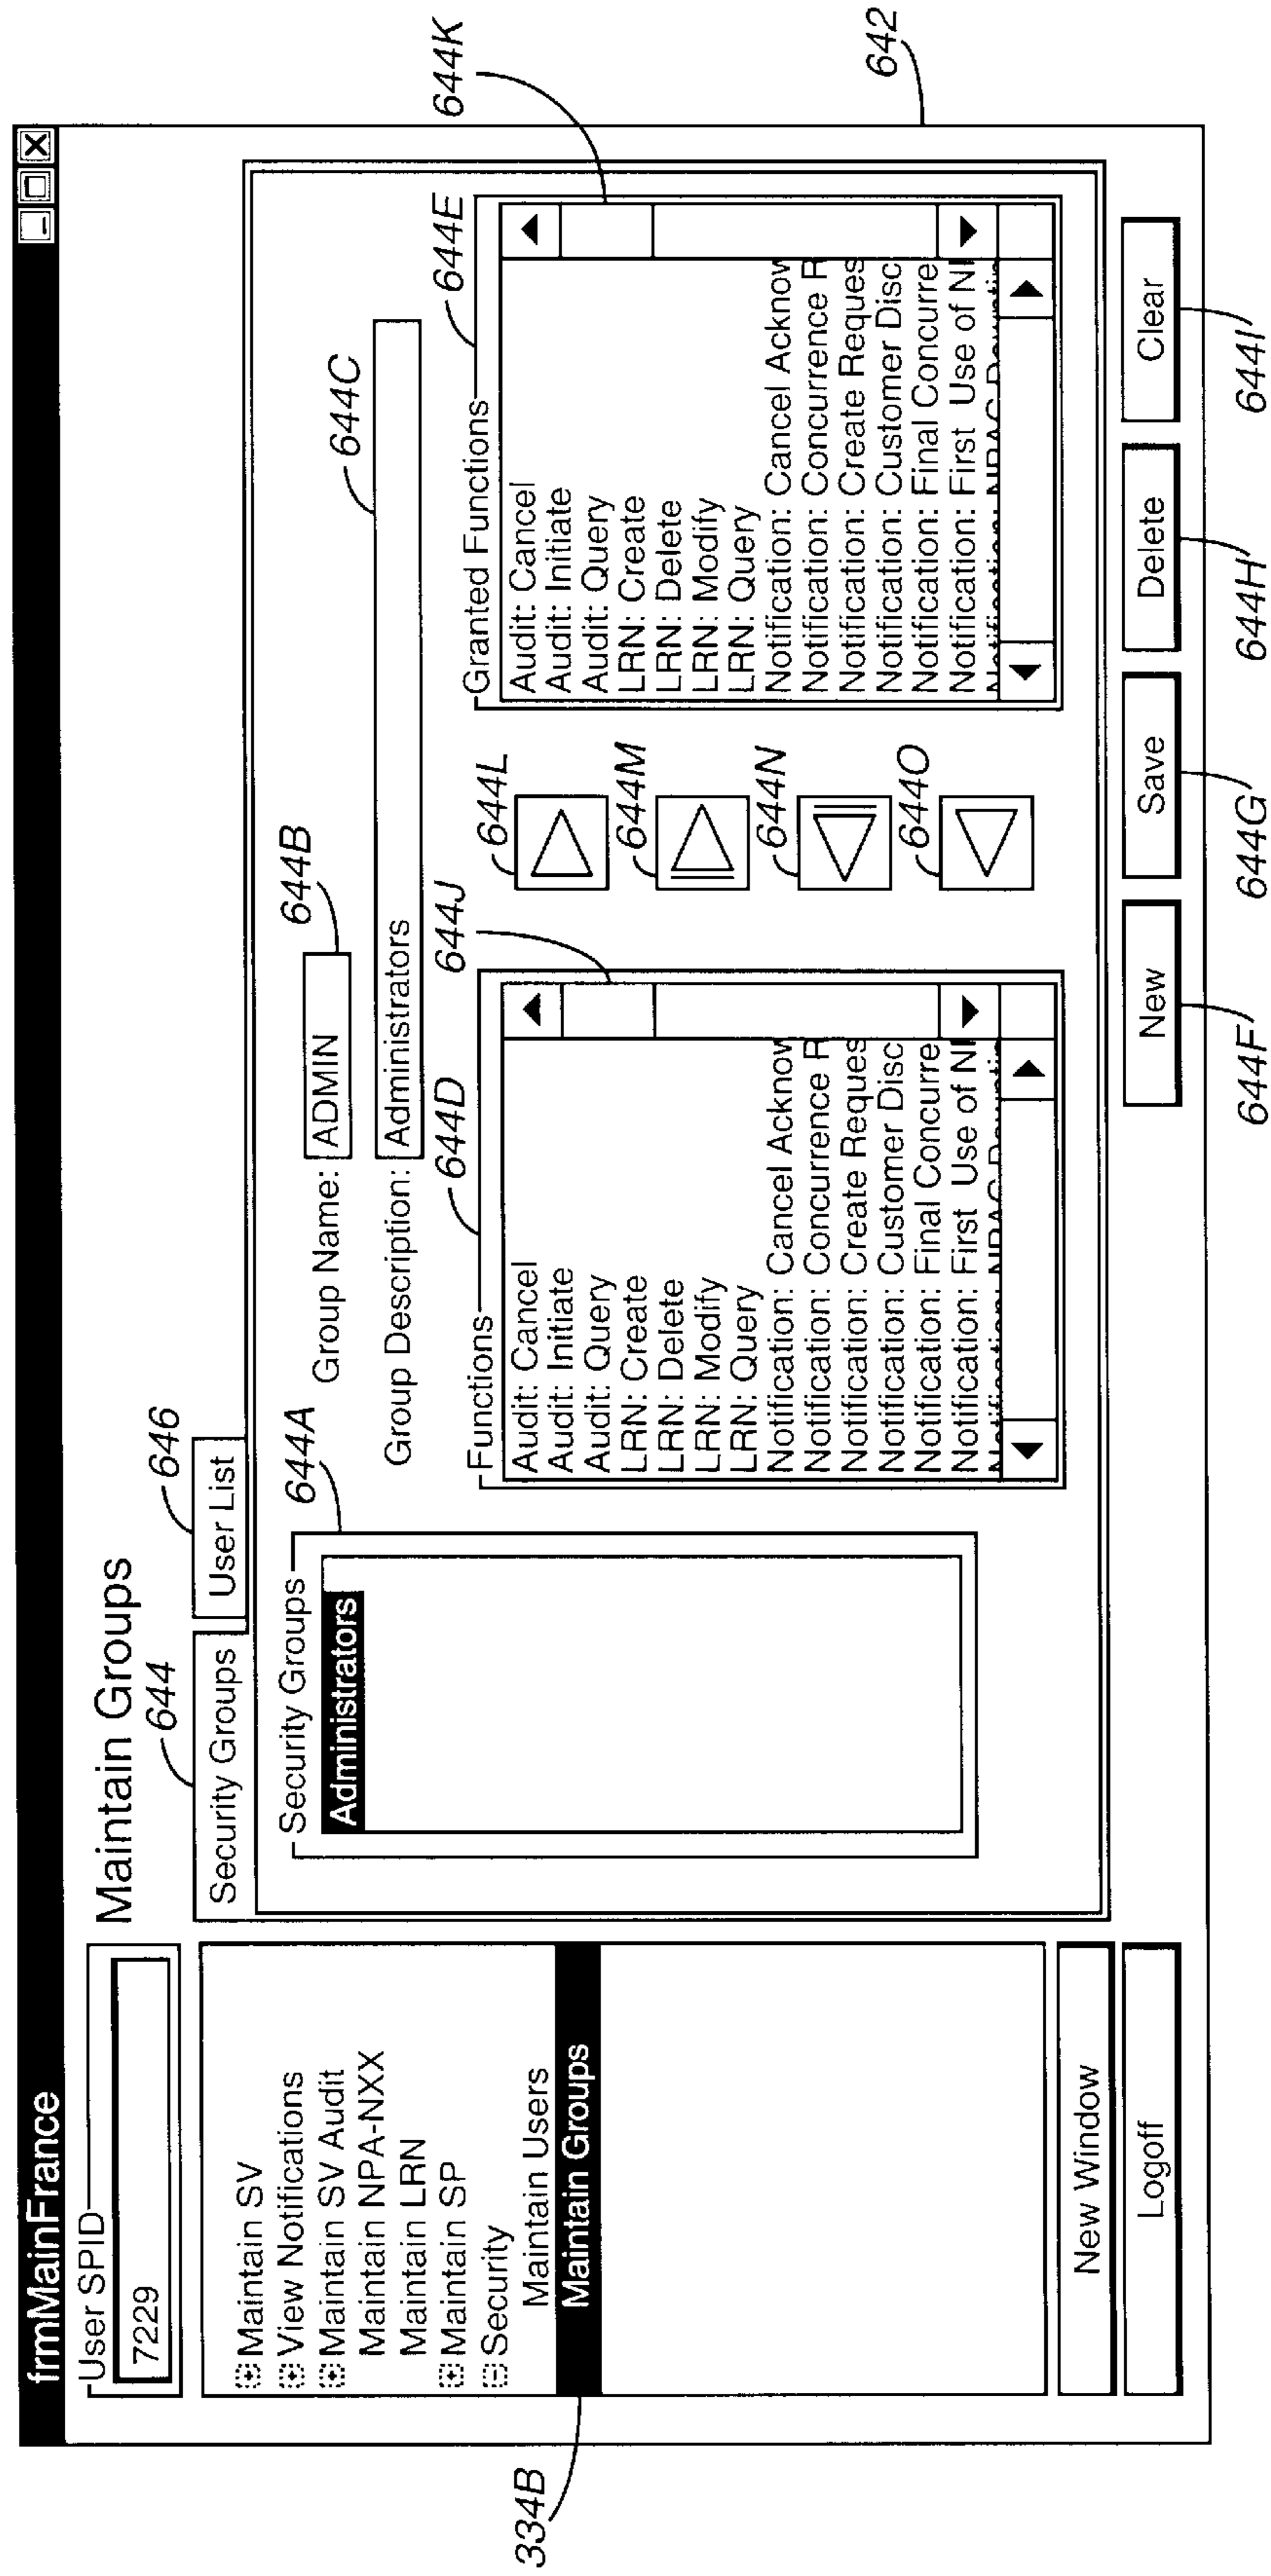 frmMainFrance
User SPID
7229
Maintain SV
View Notifications
Maintain SV Audit
Maintain NPA-NXX
Maintain LRN
Maintain SP
Security
Maintain Users
Maintain Groups
334B
New Window
Logoff
Maintain Groups
644
646
Security Groups
User List
644A
Security Groups
Administrators
Group Name:
ADMIN
644B
Group Description:
Administrators
644C
644D
644J
Functions
Audit: Cancel
Audit: Initiate
Audit: Query
LRN: Create
LRN: Delete
LRN: Modify
LRN: Query
Notification: Cancel Acknow
Notification: Concurrence R
Notification: Create Reques
Notification: Customer Disc
Notification: Final Concurre
Notification: First Use of N
Notification: NPAC
644L
644M
644N
644O
644E
644K
Granted Functions
Audit: Cancel
Audit: Initiate
Audit: Query
LRN: Create
LRN: Delete
LRN: Modify
LRN: Query
Notification: Cancel Acknow
Notification: Concurrence R
Notification: Create Reques
Notification: Customer Disc
Notification: Final Concurre
Notification: First Use of N
Notification: NPAC
642
New
Save
Delete
Clear
644F
644G
644H
644I